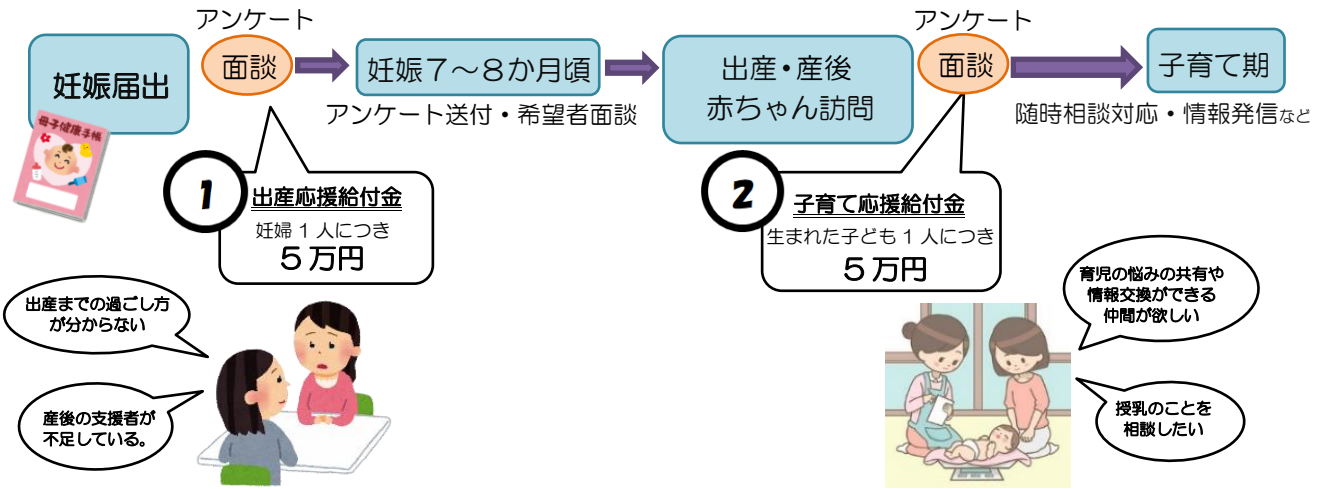 アンケート
妊娠届出
面談
妊娠７～８か月頃
アンケート送付・希望者面談
出産・産後
赤ちゃん訪問
アンケート
面談
子育て期
随時相談対応・情報発信など
母子健康手帳
1
出産応援給付金
妊婦１人につき
５万円
2
子育て応援給付金
生まれた子ども１人につき
５万円
出産までの過ごし方
が分からない
産後の支援者が
不足している。
育児の悩みの共有や
情報交換ができる
仲間が欲しい
授乳のことを
相談したい